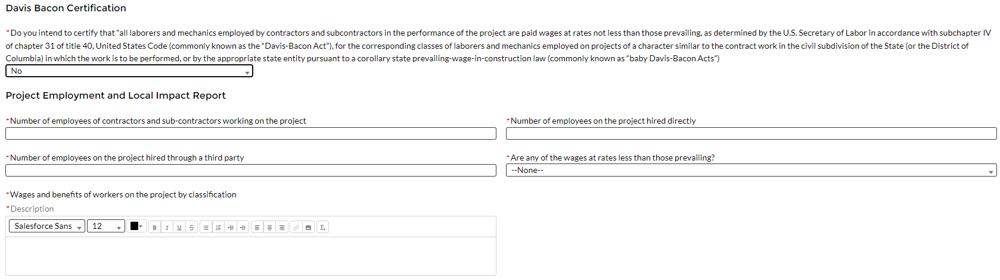 Davis Bacon Certification
*Do you intend to certify that “all laborers and mechanics employed by contractors and subcontractors in the performance of the project are paid wages at rates not less than those prevailing, as determined by the U.S. Secretary of Labor in accordance with subchapter IV
of chapter 31 of title 40, United States Code (commonly known as the “Davis-Bacon Act”), for the corresponding classes of laborers and mechanics employed on projects of a character similar to the contract work in the civil subdivision of the State (or the District of
Columbia) in which the work is to be performed, or by the appropriate state entity pursuant to a corollary state prevailing-wage-in-construction law (commonly known as “baby Davis-Bacon Acts”)
No
Project Employment and Local Impact Report
*Number of employees of contractors and sub-contractors working on the project
*Number of employees on the project hired directly
*Number of employees on the project hired through a third party
*Are any of the wages at rates less than those prevailing?
--None--
*Wages and benefits of workers on the project by classification
*Description
Salesforce Sans 12 B I U S